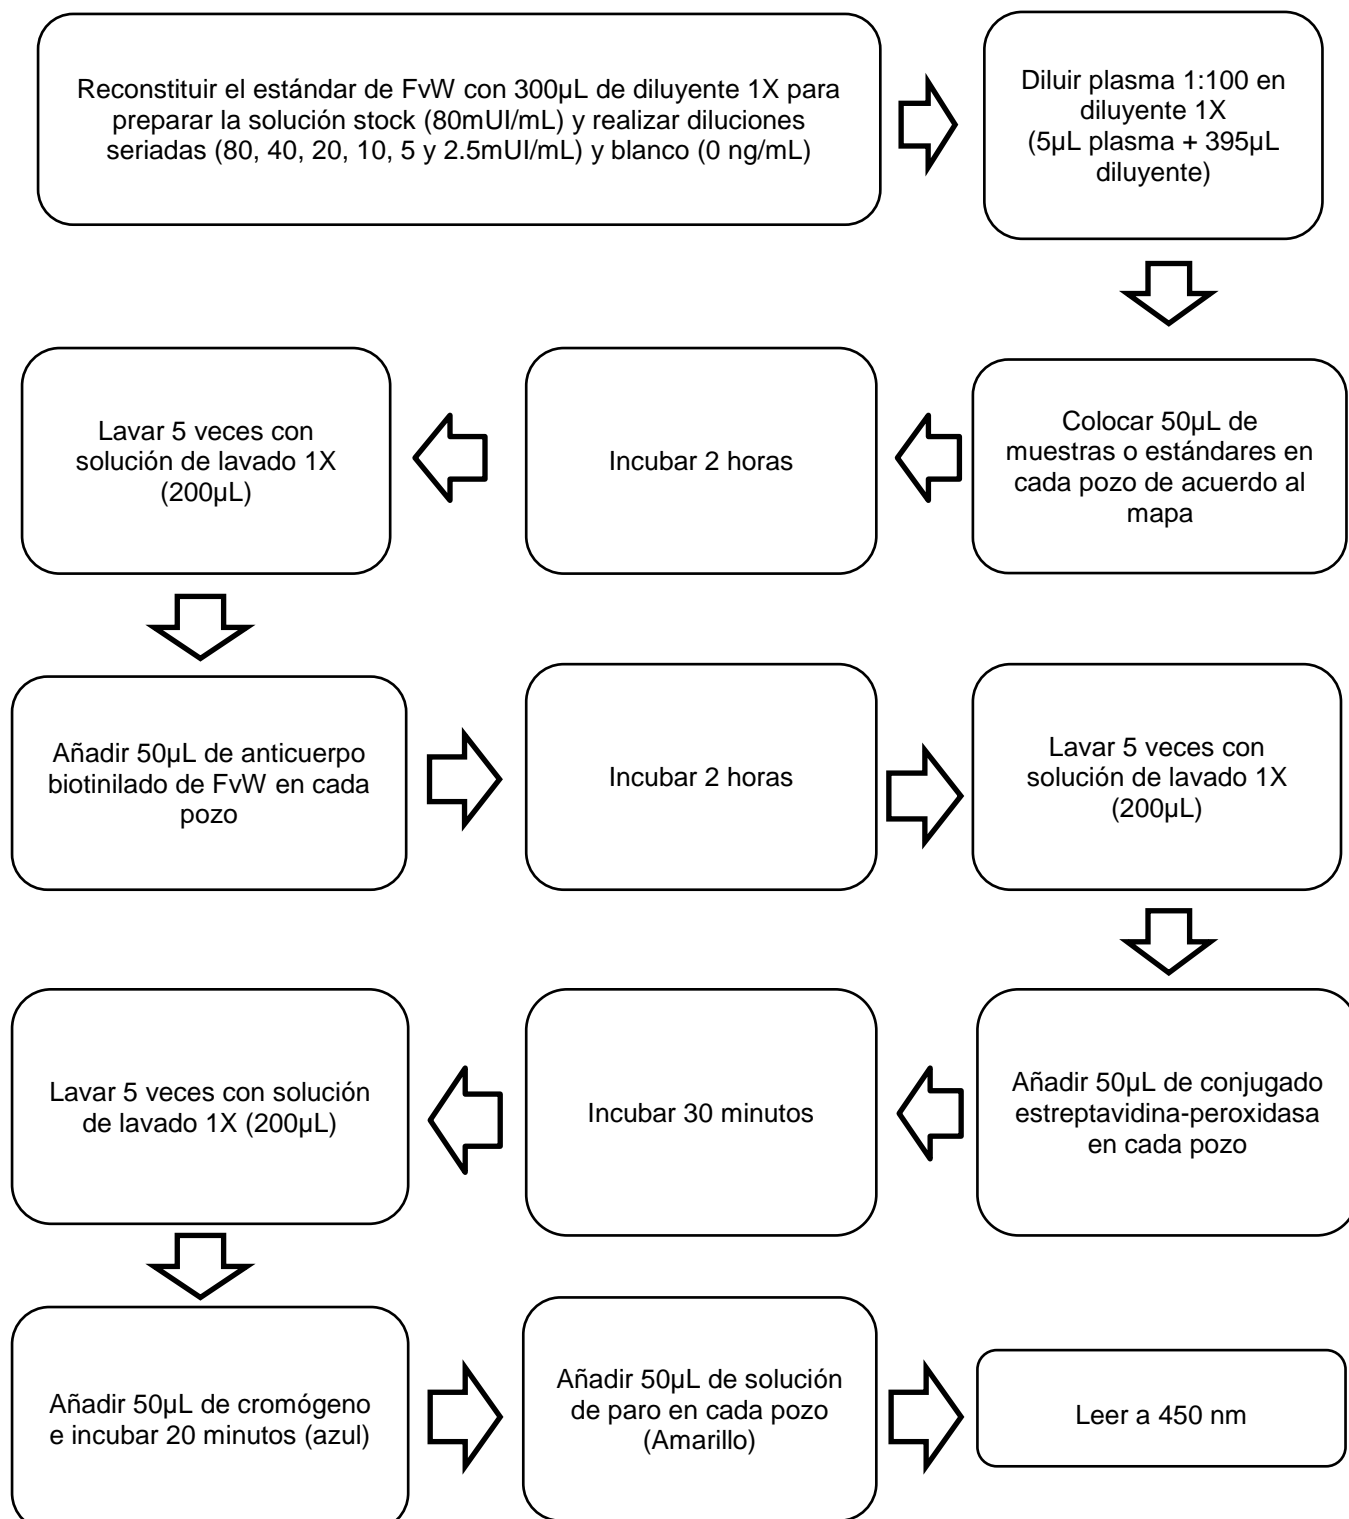 Reconstituir el estándar de FvW con 300µL de diluyente 1X para
preparar la solución stock (80mUI/mL) y realizar diluciones
seriadas (80, 40, 20, 10, 5 y 2.5mUI/mL) y blanco (0 ng/mL)
Diluir plasma 1:100 en
diluyente 1X
(5µL plasma + 395µL
diluyente)
Colocar 50µL de
muestras o estándares en
cada pozo de acuerdo al
mapa
Incubar 2 horas
Lavar 5 veces con
solución de lavado 1X
(200µL)
Añadir 50µL de anticuerpo
biotinilado de FvW en cada
pozo
Incubar 2 horas
Lavar 5 veces con
solución de lavado 1X
(200µL)
Añadir 50µL de conjugado
estreptavidina-peroxidasa
en cada pozo
Incubar 30 minutos
Lavar 5 veces con solución
de lavado 1X (200µL)
Añadir 50µL de cromógeno
e incubar 20 minutos (azul)
Añadir 50µL de solución
de paro en cada pozo
(Amarillo)
Leer a 450 nm